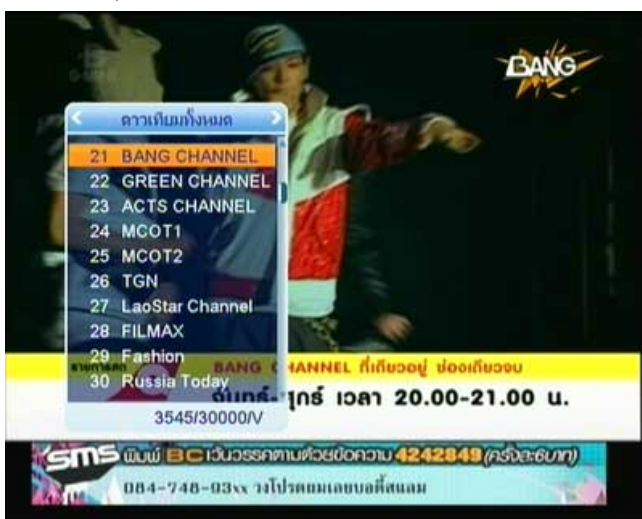 BANG
ดาวเทียมทั้งหมด
21 BANG CHANNEL
22 GREEN CHANNEL
23 ACTS CHANNEL
24 MCOT1
25 MCOT2
26 TGN
27 LaoStar Channel
28 FILMAX
29 Fashion
30 Russia Today
3545/30000/V
BANG CHANNEL ที่เดียวอยู่ ช่องเดียวจบ
จันทร์-ศุกร์ เวลา 20.00-21.00 น.
sms พิมพ์ BC เว้นวรรคตามด้วยข้อความ 4242849 (ครั้งละ6บาท)
084-748-03xx